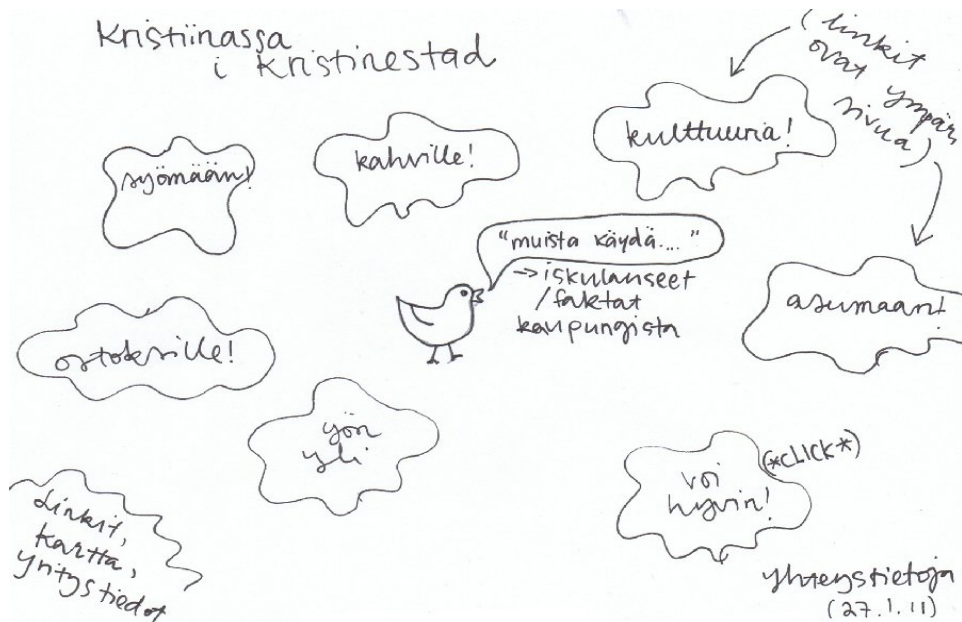 Kristiinassa
i Kristinestad
(linkit
ovat ympäri
sivua)
syömään!
kahville!
kulttuuria!
"muista käydä...."
→ iskulauseet
/faktat
kaupungista
asumaan!
ostoksille!
yön
yli
voi
hyvin!
(*CLICK*)
Linkit,
kartta,
yritystiedot
yhteystietoja
(27.1.11)